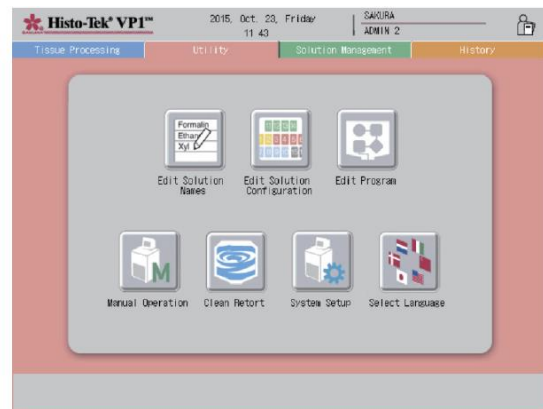 Histo-Tek® VP1™
2015, Oct. 23, Friday
11 43
SAKURA
ADMIN 2
Tissue Processing
Utility
Solution Management
History
Formalin
Ethan
Xyl
Edit Solution
Names
Edit Solution
Configuration
Edit Program
M
Manual Operation
Clean Retort
System Setup
Select Language